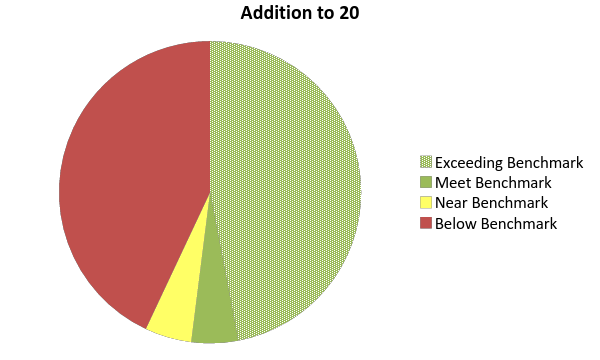 Addition to 20
Exceeding Benchmark
Meet Benchmark
Near Benchmark
Below Benchmark